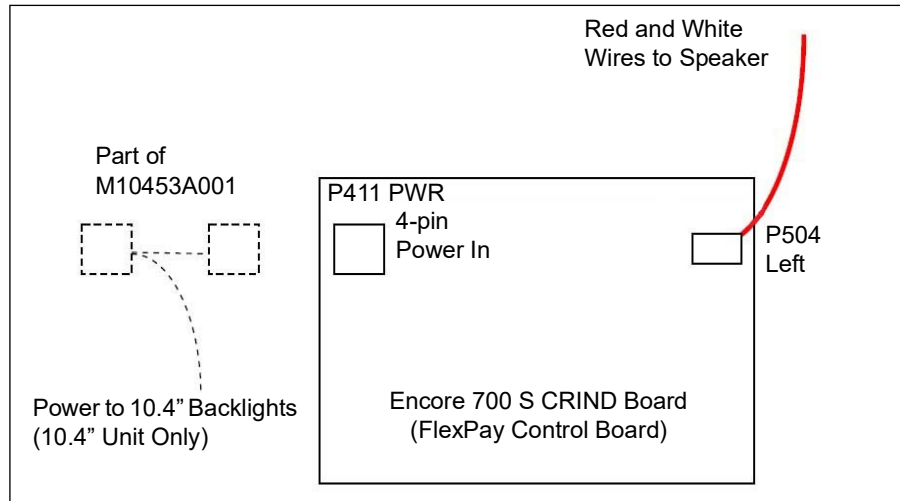 Red and White
Wires to Speaker
Part of
M10453A001
P411 PWR
4-pin
Power In
P504
Left
Power to 10.4” Backlights
(10.4” Unit Only)
Encore 700 S CRIND Board
(FlexPay Control Board)